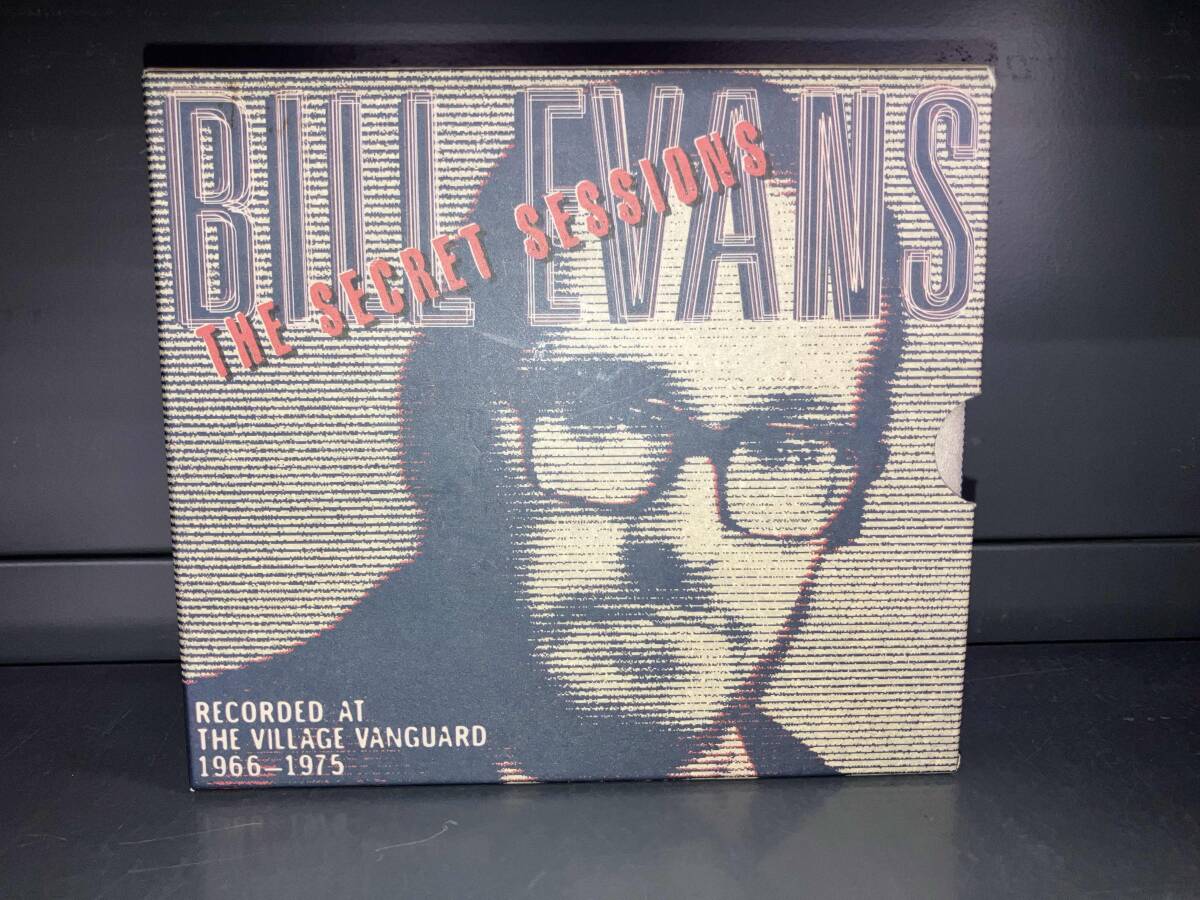 BILL EVANS
THE SECRET SESSIONS
RECORDED AT
THE VILLAGE VANGUARD
1966–1975